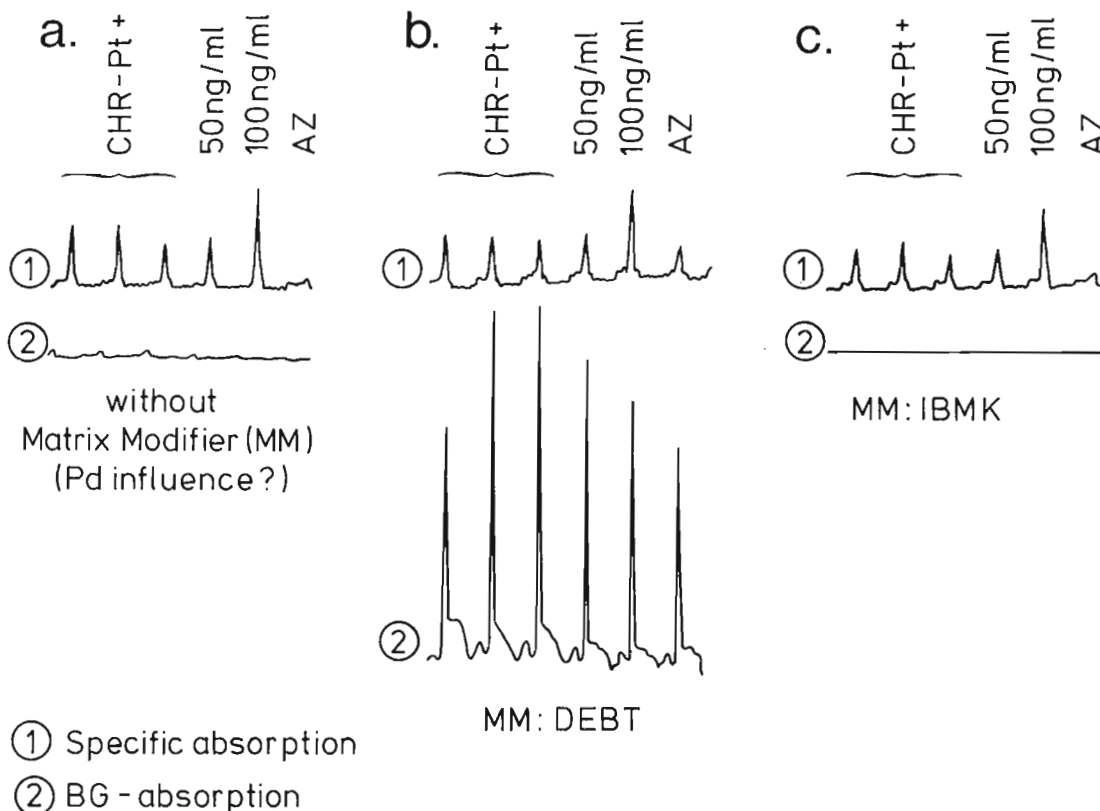 a.
CHR-Pt+
50ng/ml
100ng/ml
AZ
1
2
without
Matrix Modifier (MM)
(Pd influence?)
b.
CHR-Pt+
50ng/ml
100ng/ml
AZ
1
2
MM: DEBT
c.
CHR-Pt+
50ng/ml
100ng/ml
AZ
1
2
MM: IBMK
1 Specific absorption
2 BG-absorption